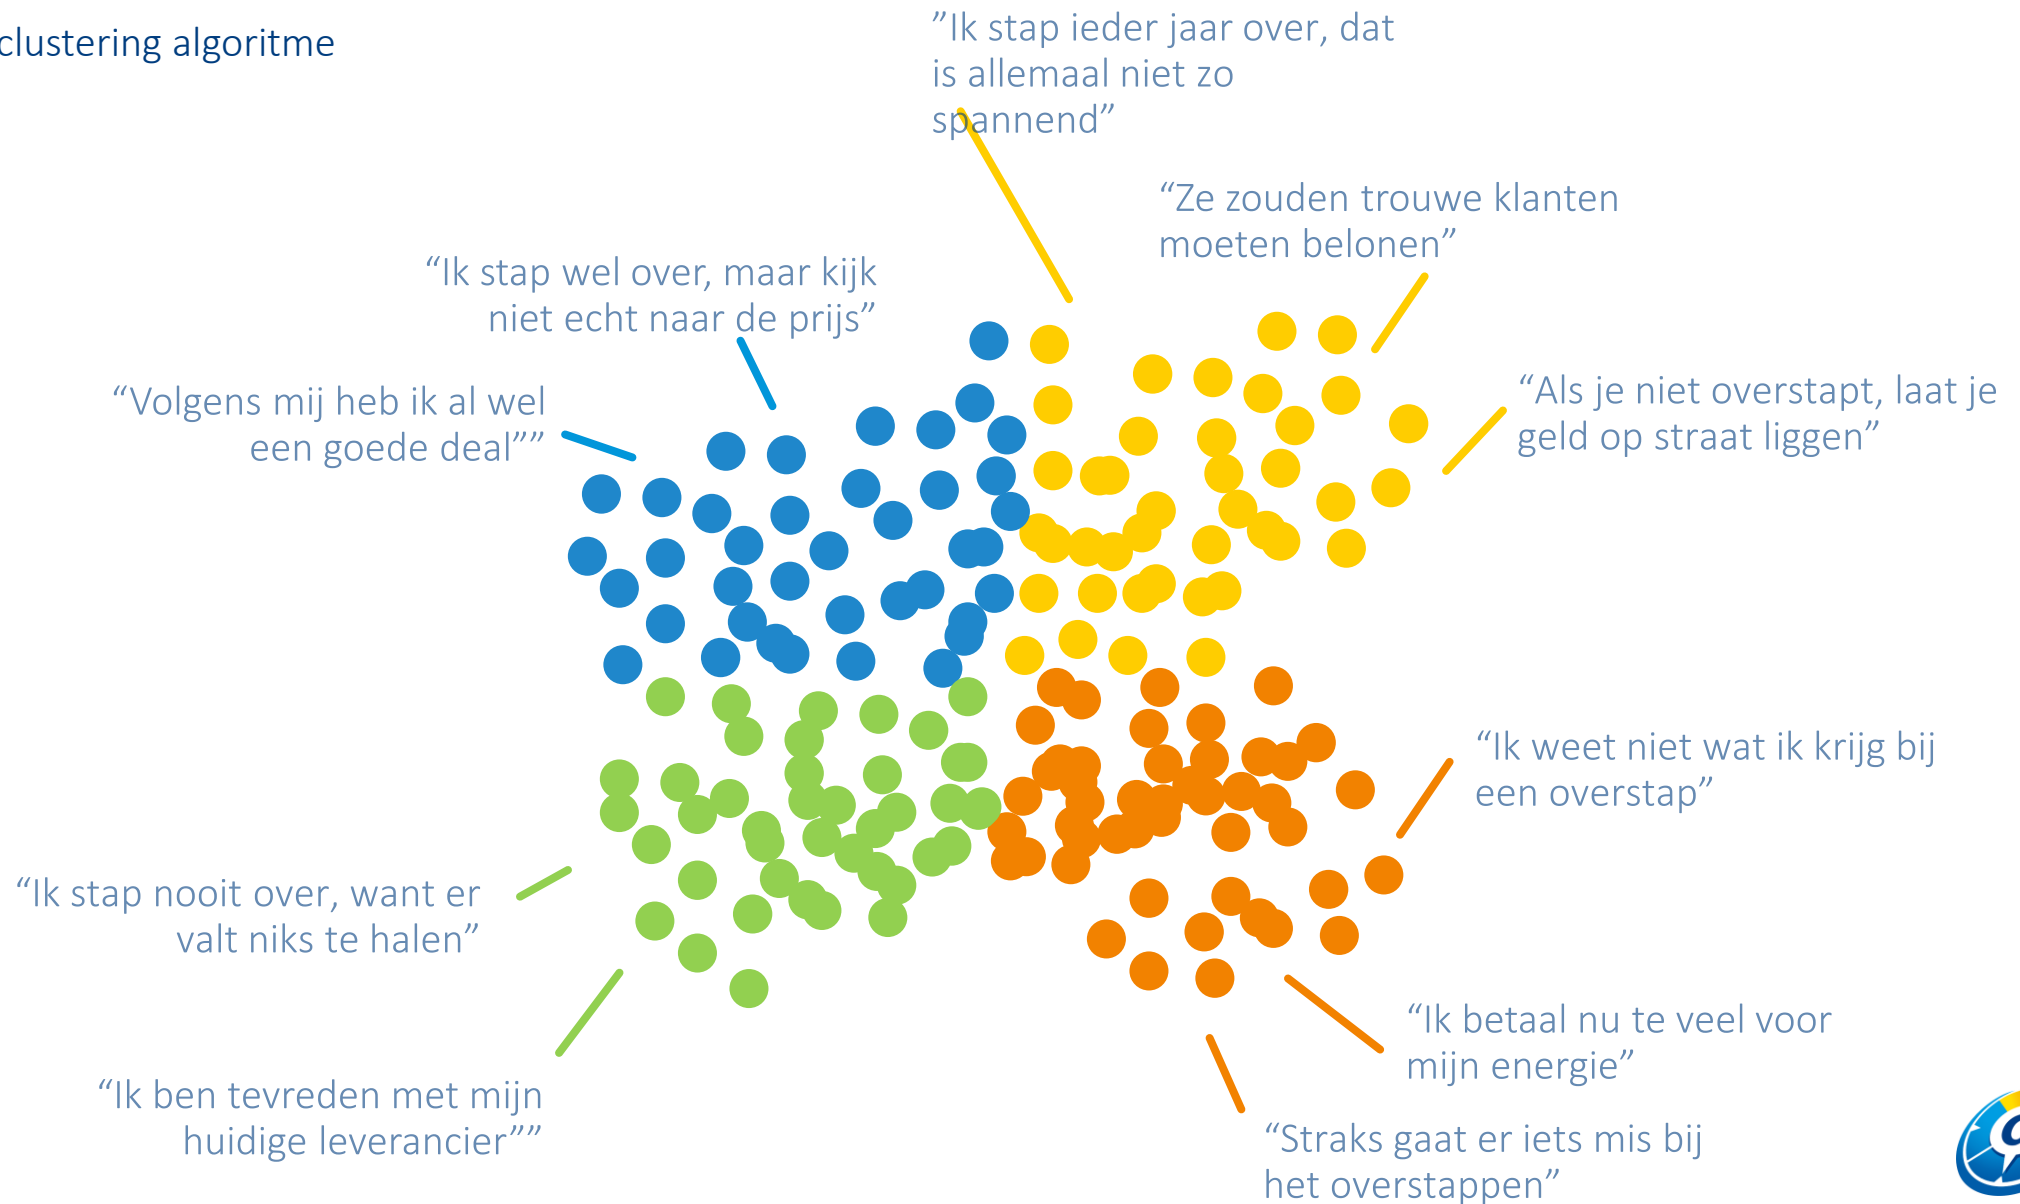 clustering algoritme
”Ik stap ieder jaar over, dat
is allemaal niet zo
spannend”
“Ze zouden trouwe klanten
moeten belonen”
“Ik stap wel over, maar kijk
niet echt naar de prijs”
“Volgens mij heb ik al wel
een goede deal””
“Als je niet overstapt, laat je
geld op straat liggen”
“Ik weet niet wat ik krijg bij
een overstap”
“Ik stap nooit over, want er
valt niks te halen”
“Ik betaal nu te veel voor
mijn energie”
“Ik ben tevreden met mijn
huidige leverancier””
“Straks gaat er iets mis bij
het overstappen”